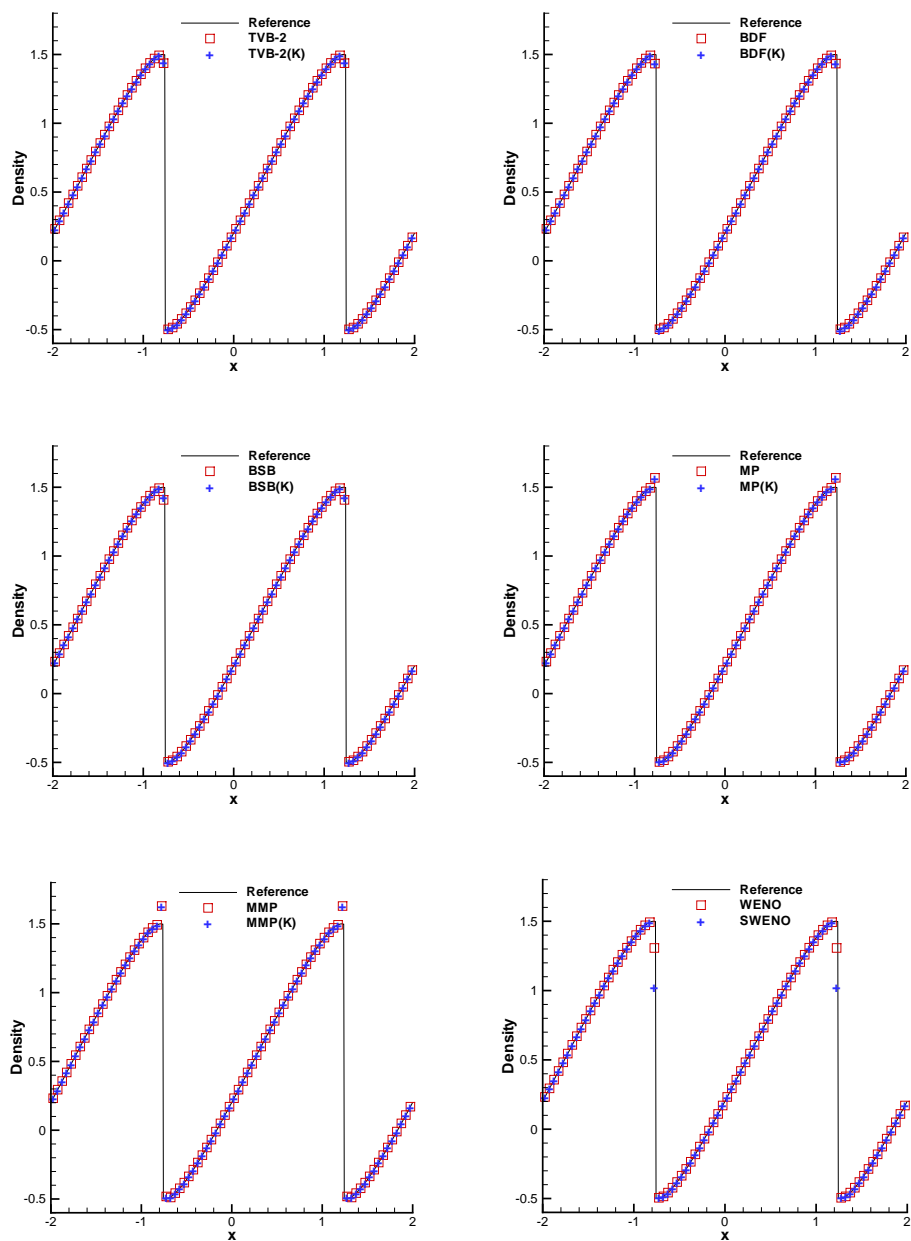 Reference
TVB-2
TVB-2(K)
1.5
1
0.5
0
-0.5
Density
-2 -1 0 1 2
x
Reference
BDF
BDF(K)
1.5
1
0.5
0
-0.5
Density
-2 -1 0 1 2
x
Reference
BSB
BSB(K)
1.5
1
0.5
0
-0.5
Density
-2 -1 0 1 2
x
Reference
MP
MP(K)
1.5
1
0.5
0
-0.5
Density
-2 -1 0 1 2
x
Reference
MMP
MMP(K)
1.5
1
0.5
0
-0.5
Density
-2 -1 0 1 2
x
Reference
WENO
SWENO
1.5
1
0.5
0
-0.5
Density
-2 -1 0 1 2
x